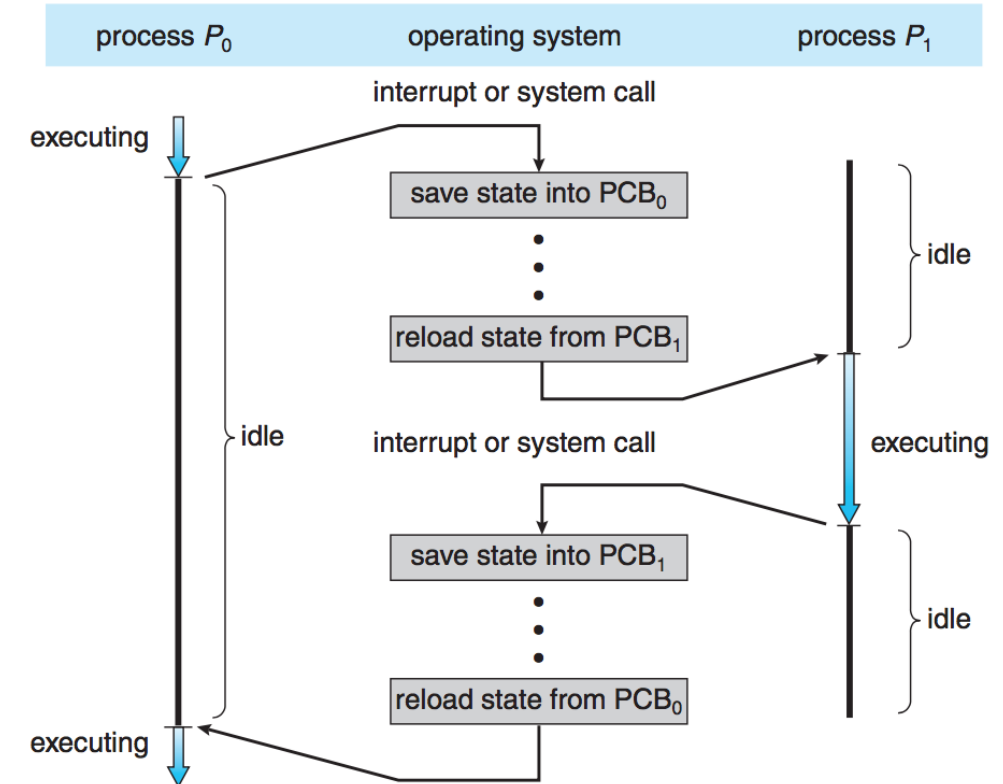 process P₀ operating system process P₁
interrupt or system call
executing
save state into PCB₀
idle
reload state from PCB₁
idle
interrupt or system call
executing
save state into PCB₁
idle
reload state from PCB₀
executing